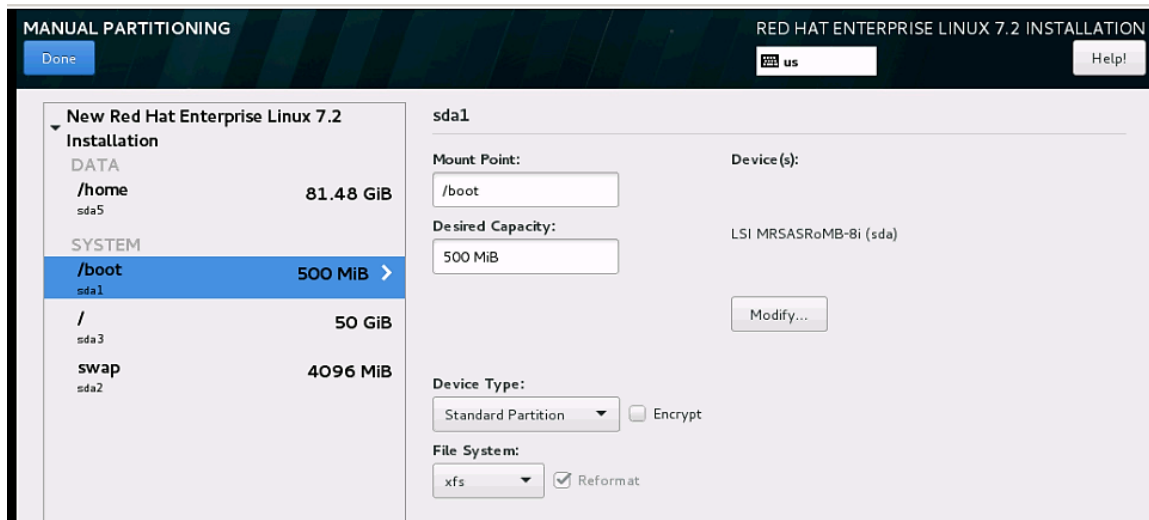 MANUAL PARTITIONING
RED HAT ENTERPRISE LINUX 7.2 INSTALLATION
Done
us
Help!
New Red Hat Enterprise Linux 7.2
Installation
DATA
/home 81.48 GiB
sda5
SYSTEM
/boot 500 MiB
sda1
/ 50 GiB
sda3
swap 4096 MiB
sda2
sda1
Mount Point:
/boot
Desired Capacity:
500 MiB
Device(s):
LSI MRSASRoMB-8i (sda)
Modify...
Device Type:
Standard Partition
Encrypt
File System:
xfs
Reformat